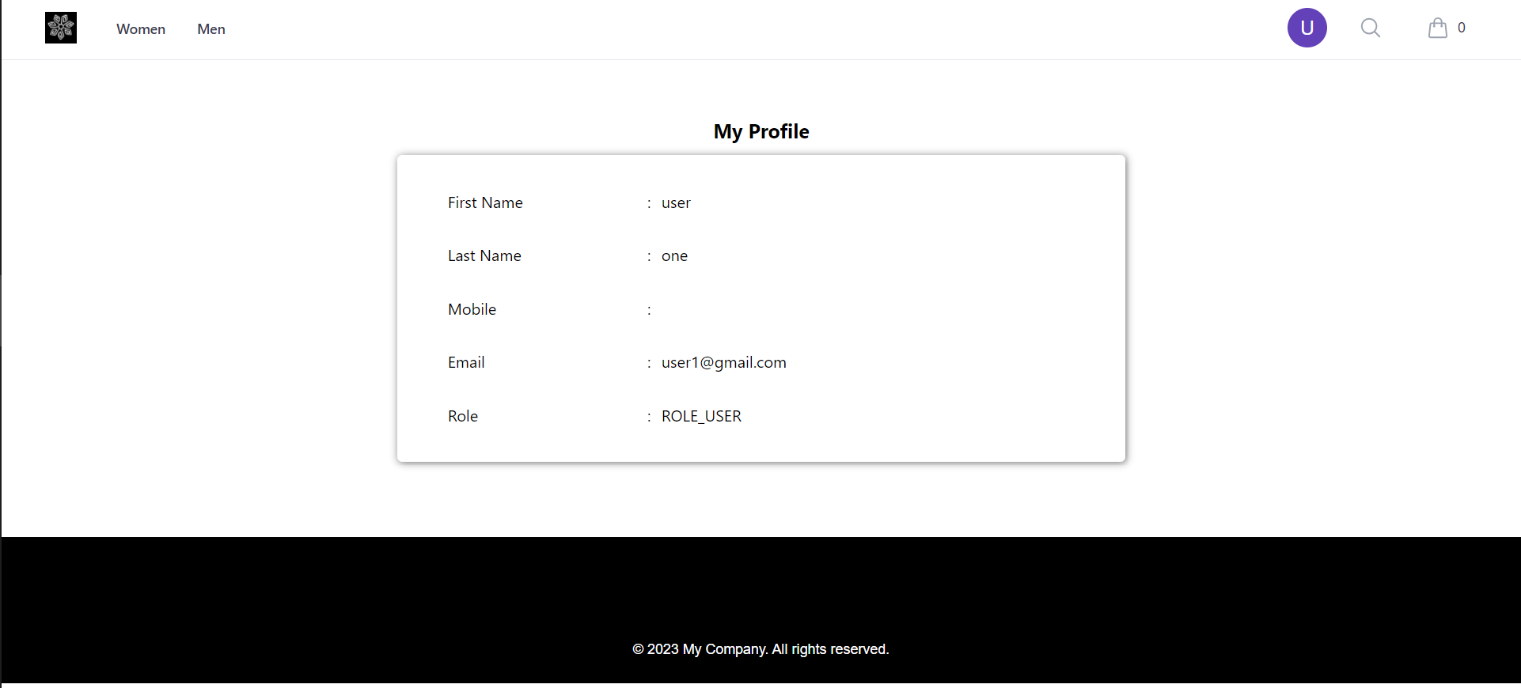 Women Men U 0
My Profile
First Name : user
Last Name : one
Mobile :
Email : user1@gmail.com
Role : ROLE_USER
© 2023 My Company. All rights reserved.